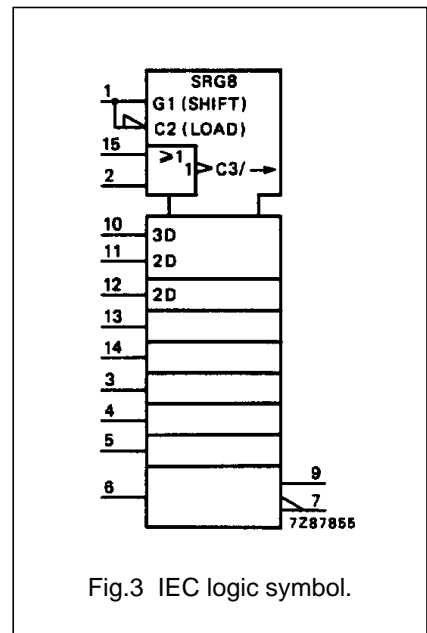 SRG8
1 G1 (SHIFT)
C2 (LOAD)
15 ≥1
1 C3/ →
2
10 3D
11 2D
12 2D
13
14
3
4
5
6
9
7
7Z87855
Fig.3 IEC logic symbol.